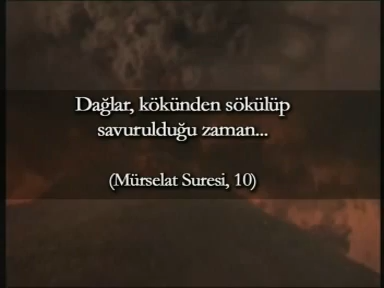 Dağlar, kökünden sökülüp
savurulduğu zaman...
(Mürselat Suresi, 10)